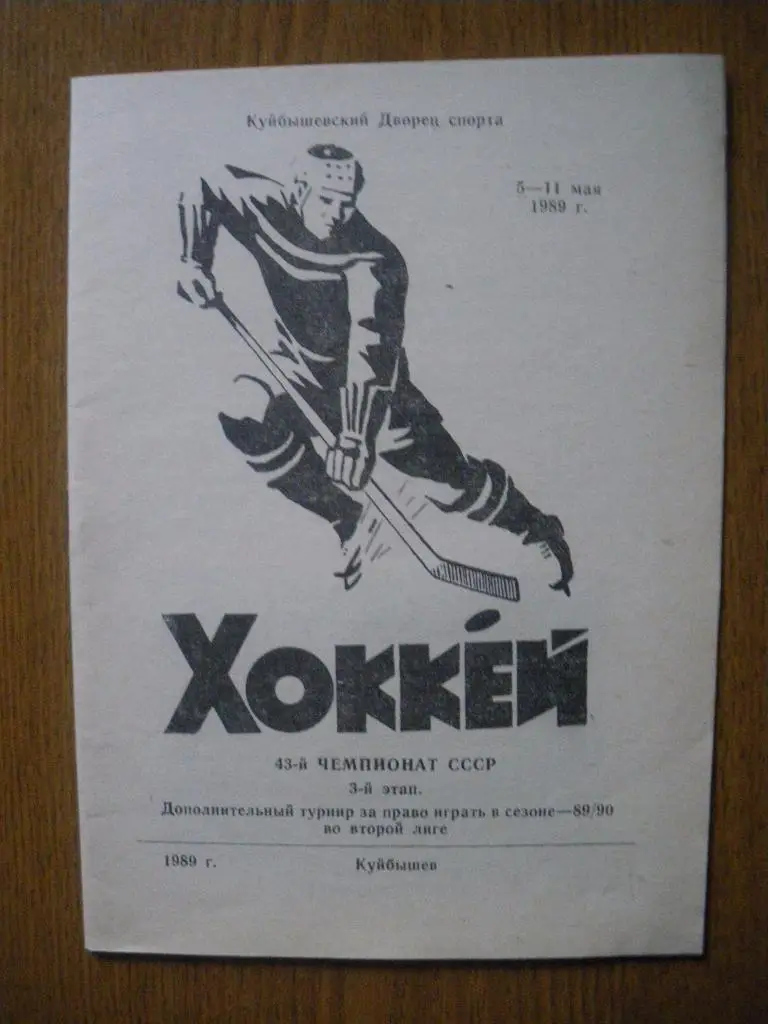 Куйбышевский Дворец спорта
5—11 мая
1989 г.
ХОККЕЙ
43-й ЧЕМПИОНАТ СССР
3-й этап.
Дополнительный турнир за право играть в сезоне—89/90
во второй лиге
1989 г. Куйбышев